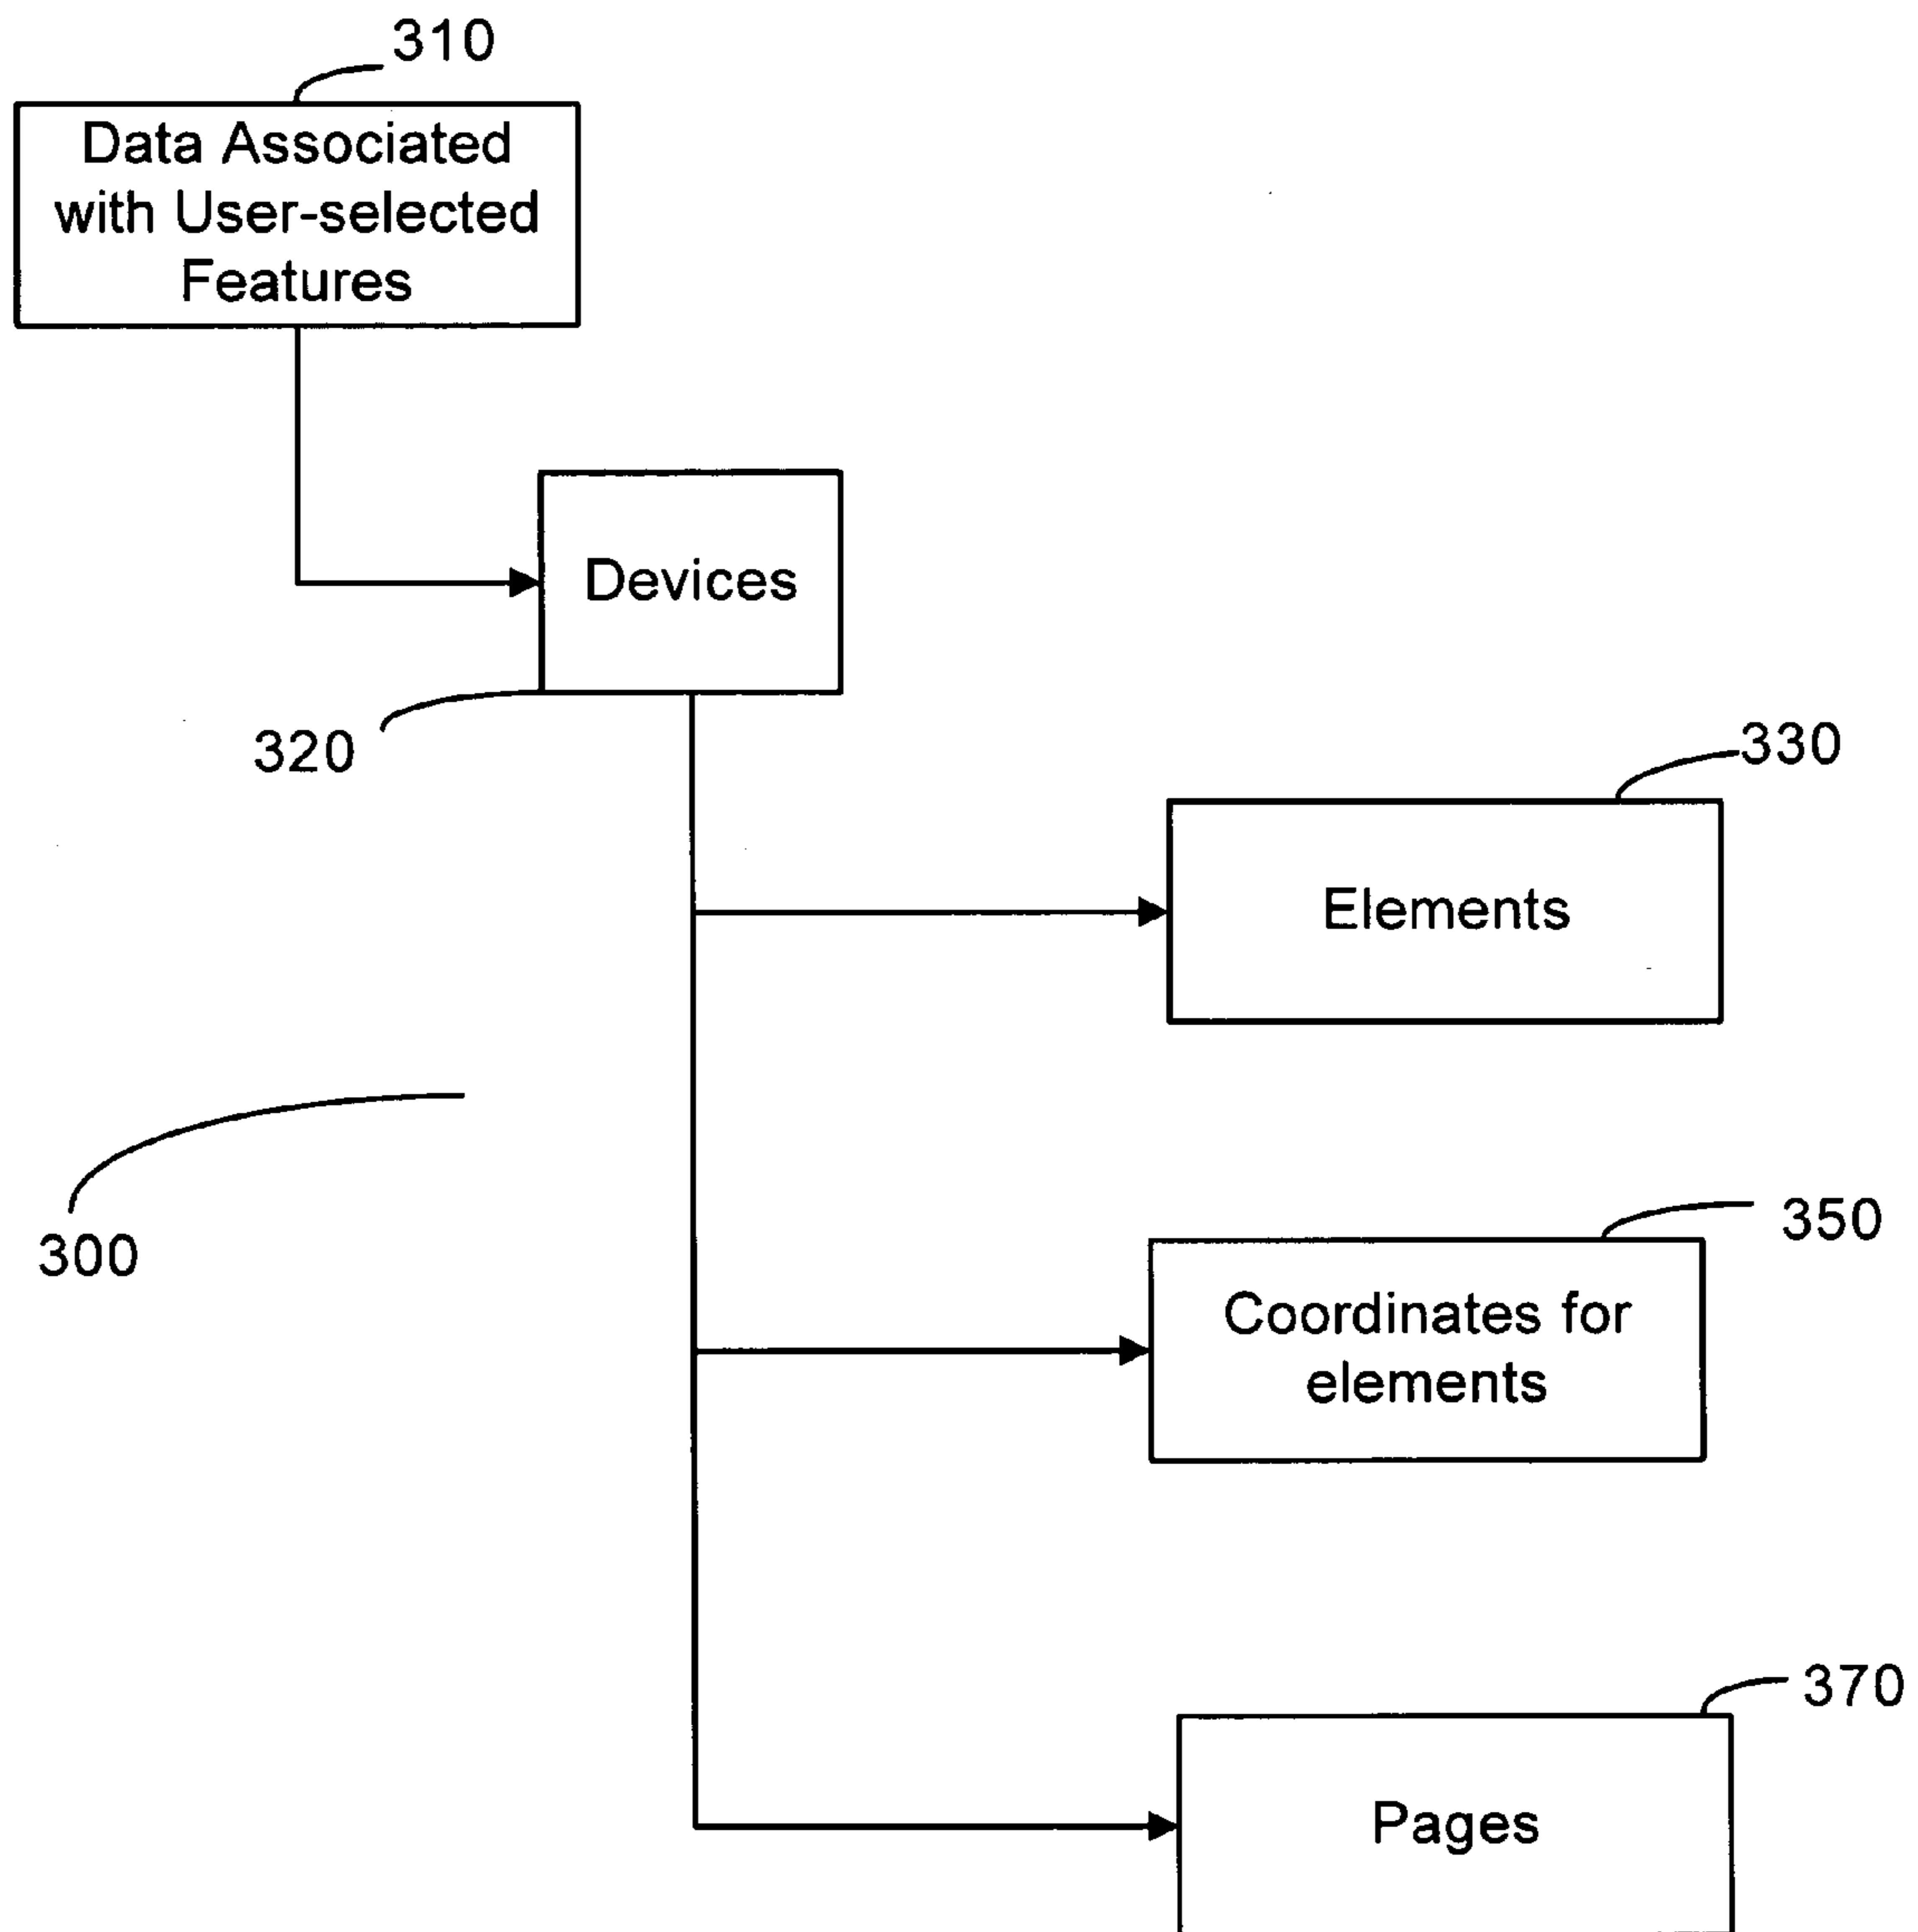 310
Data Associated
with User-selected
Features
Devices
320
330
Elements
300
350
Coordinates for
elements
370
Pages